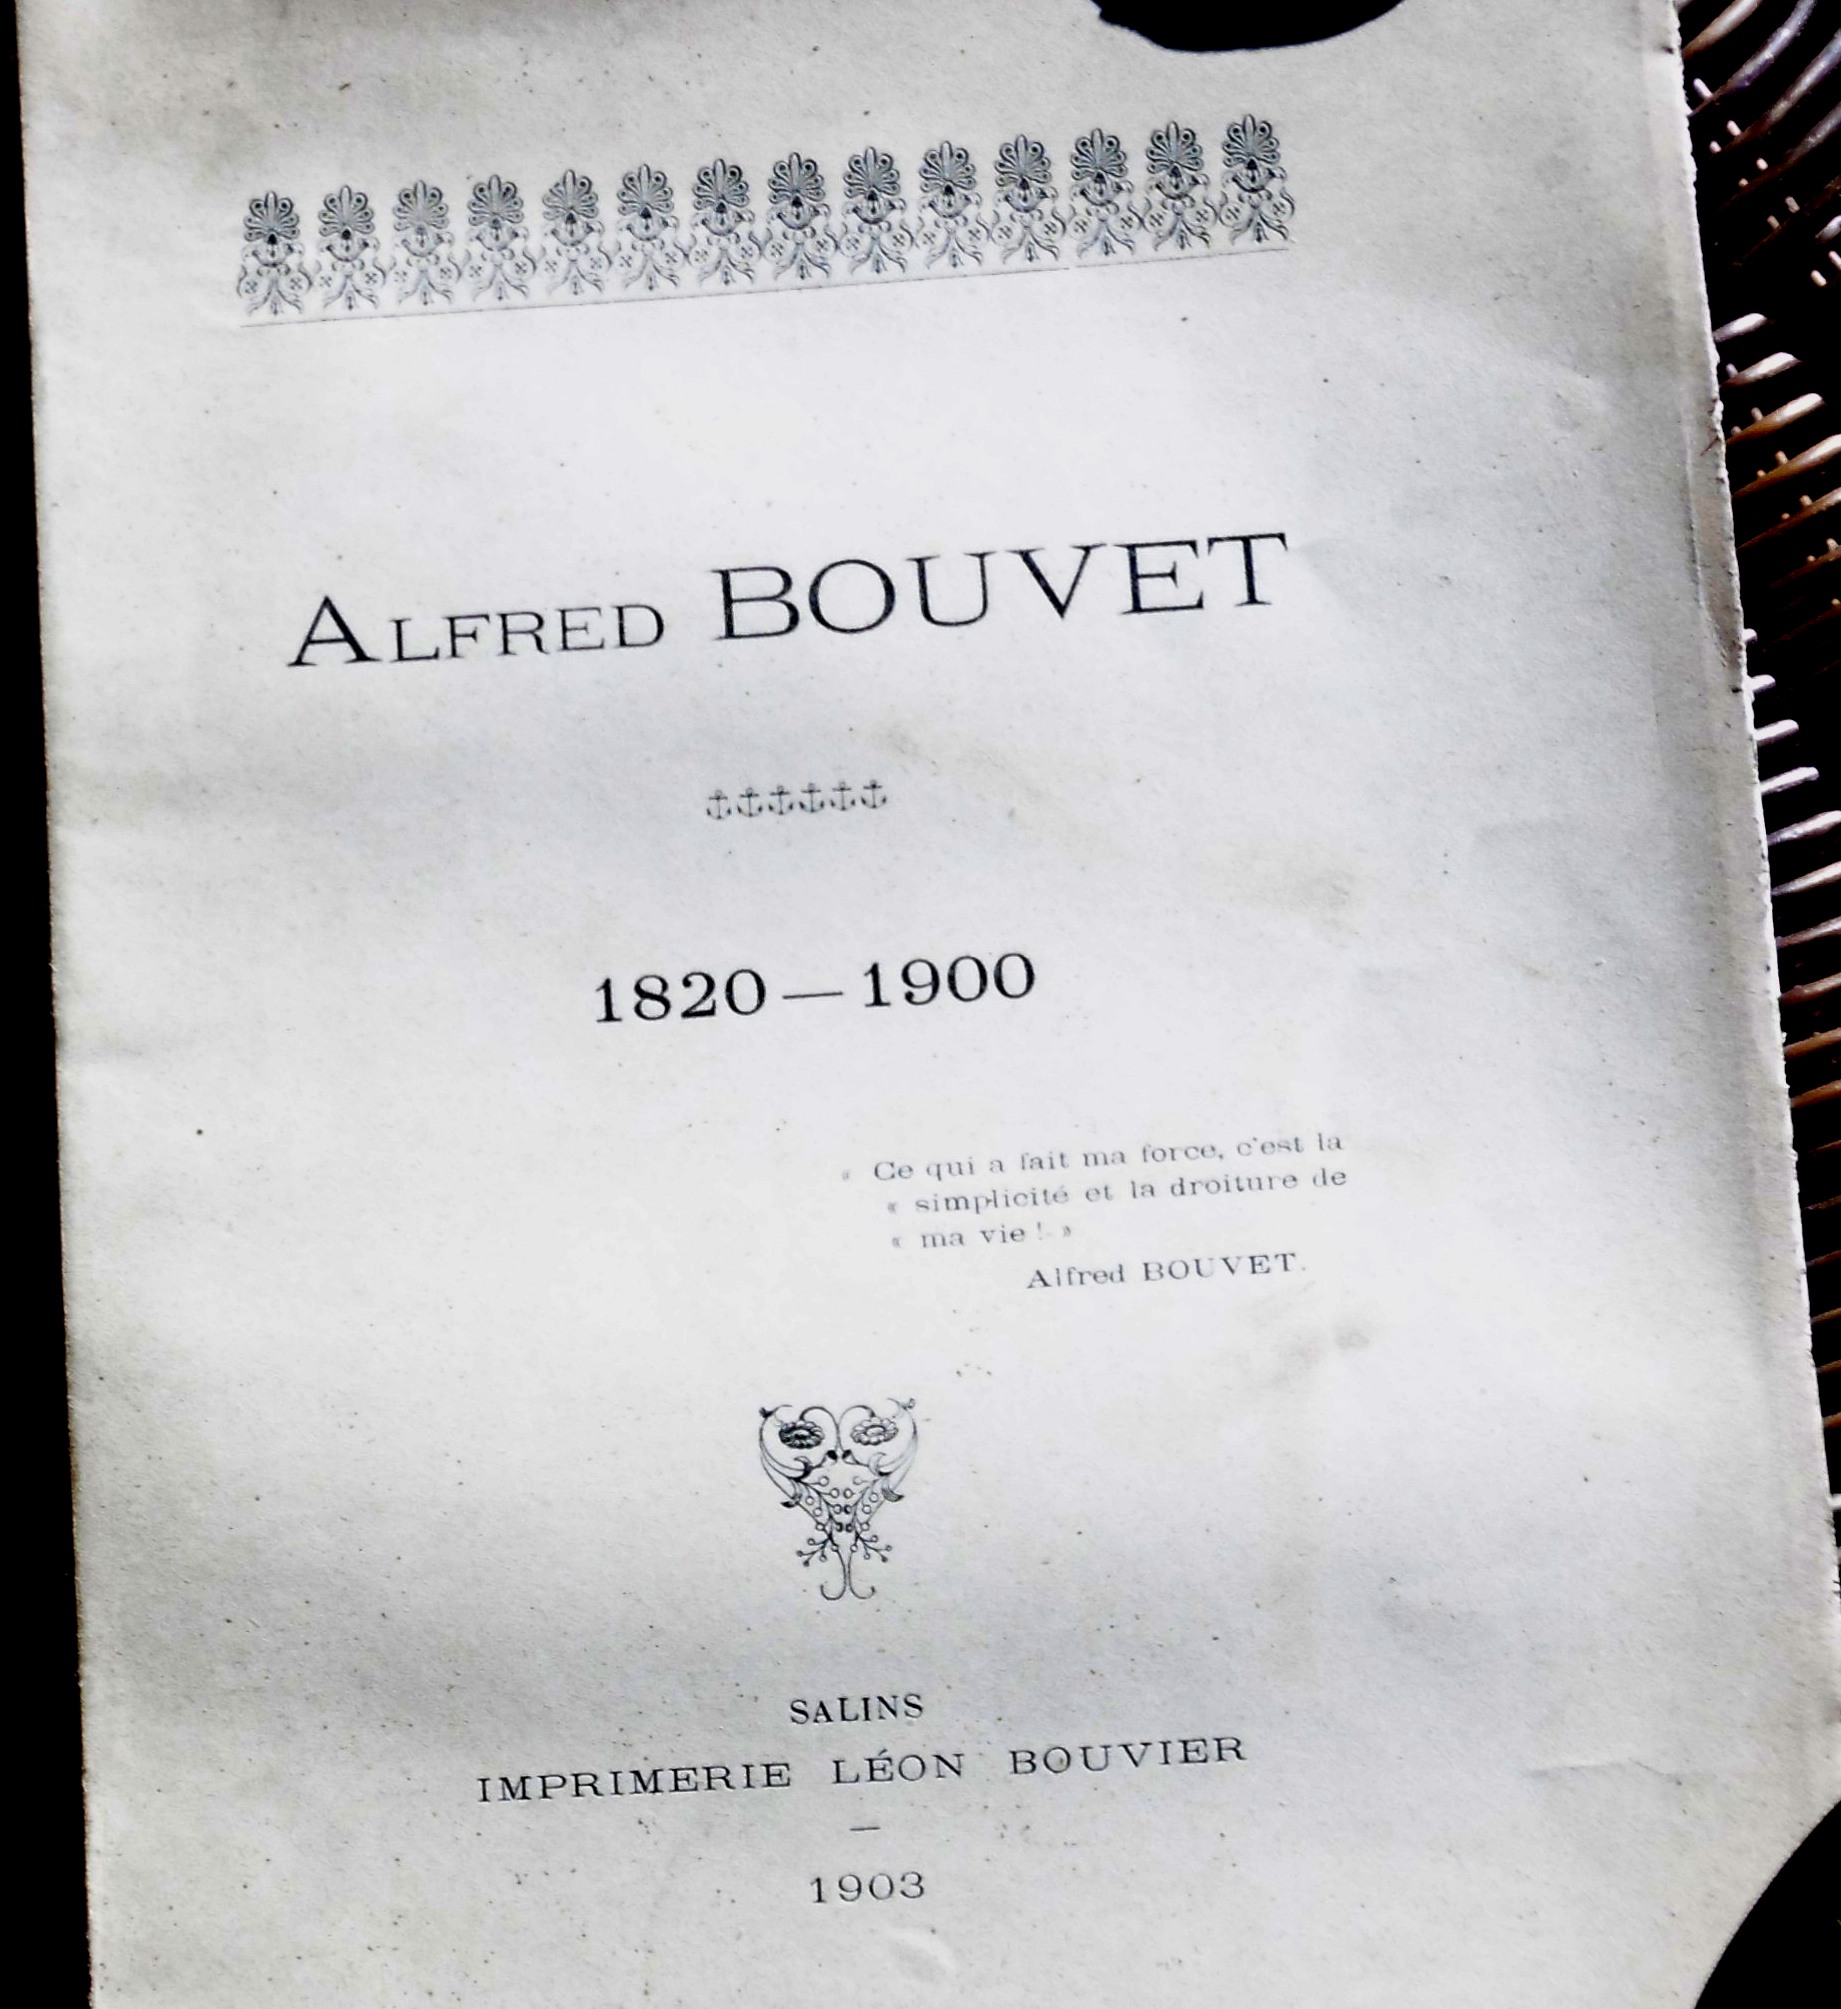 ALFRED BOUVET
1820 — 1900
« Ce qui a fait ma force, c'est la
« simplicité et la droiture de
« ma vie ! »
Alfred BOUVET.
SALINS
IMPRIMERIE LÉON BOUVIER
—
1903